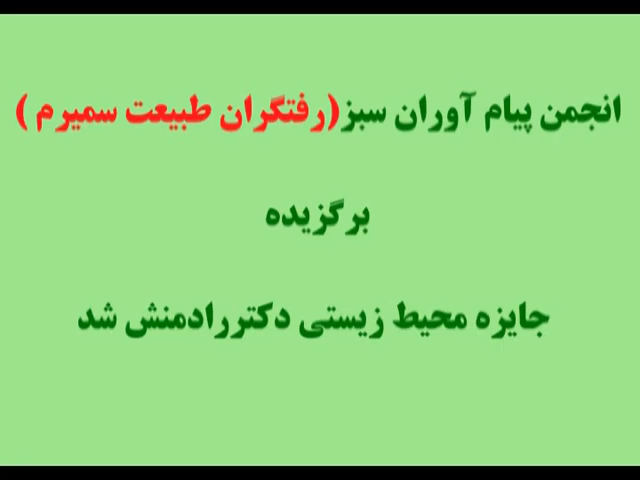 انجمن پیام آوران سبز(رفتگران طبیعت سمیرم )
برگزیده
جایزه محیط زیستی دکتررادمنش شد